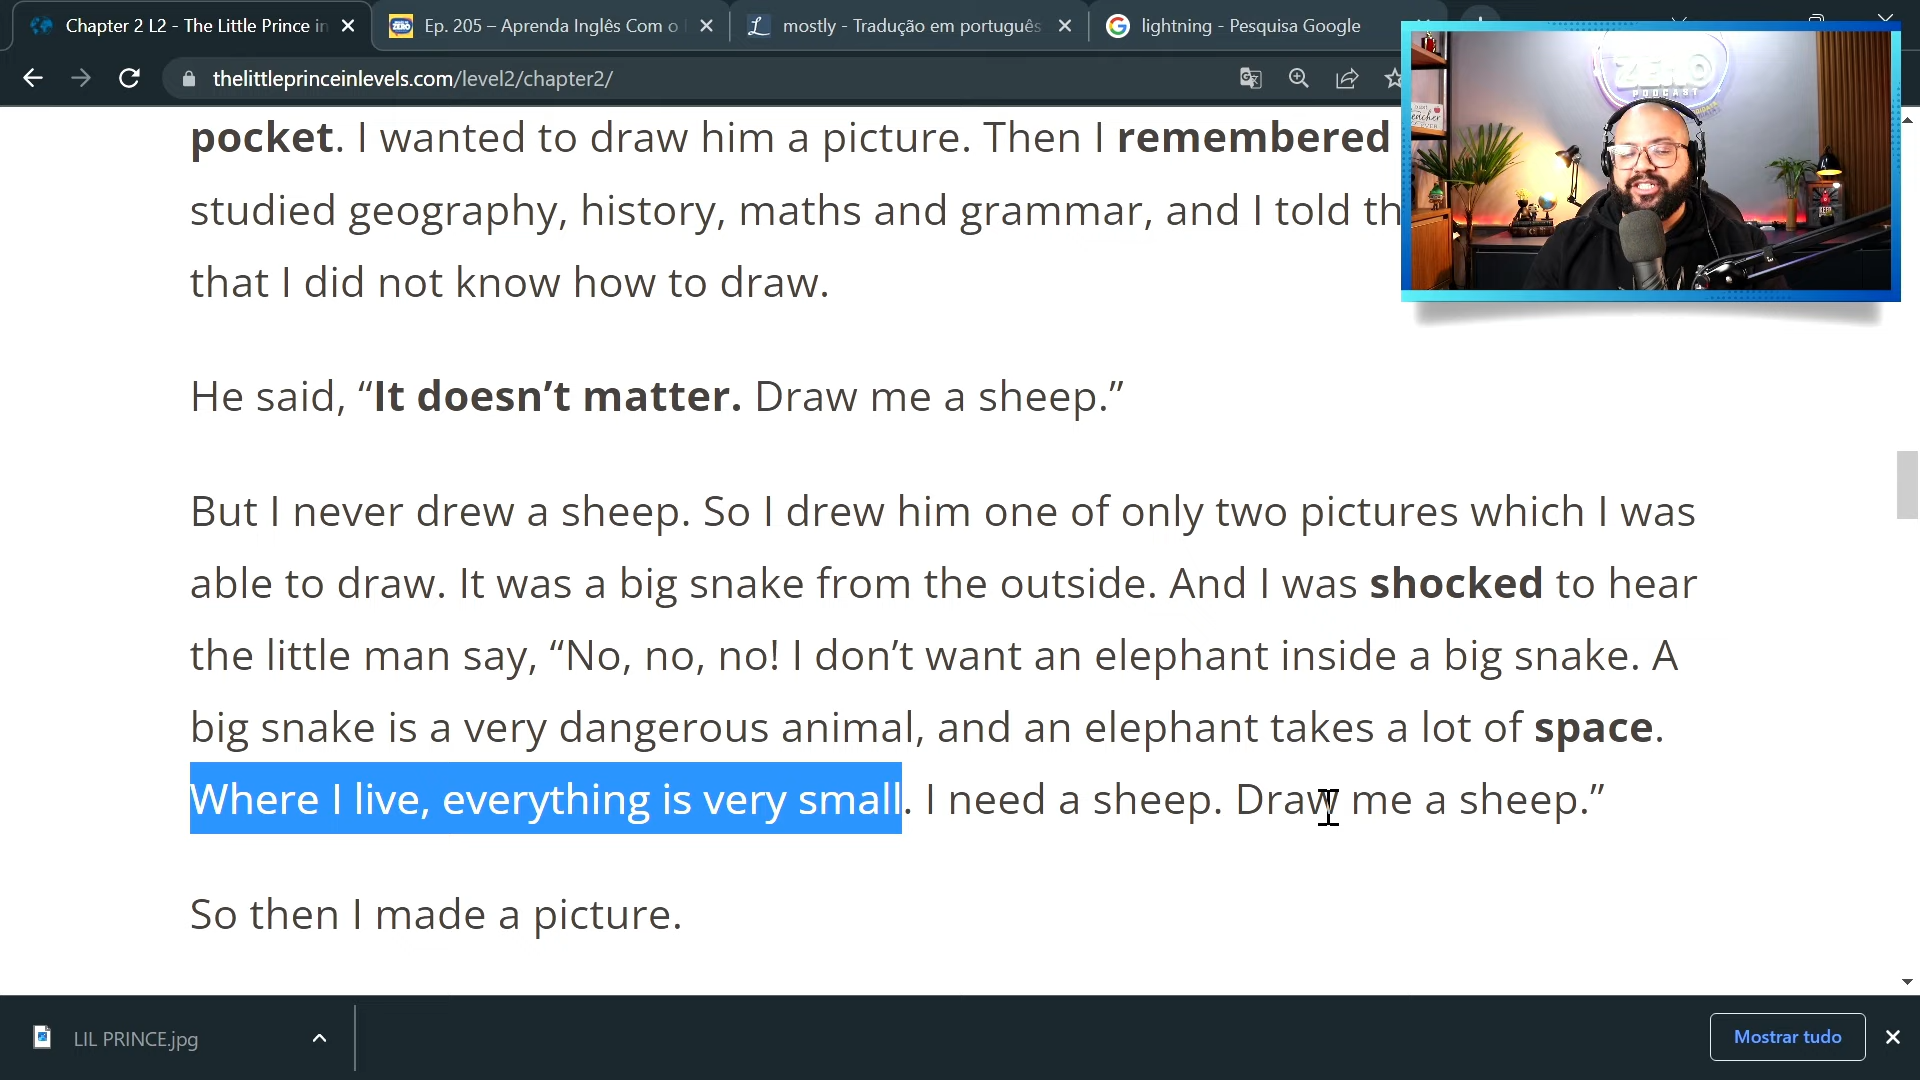 Chapter 2 L2 - The Little Prince in
Ep. 205 – Aprenda Inglês Com o
mostly - Tradução em português
lightning - Pesquisa Google
thelittleprinceinlevels.com/level2/chapter2/
ZERO
PODCAST
pocket. I wanted to draw him a picture. Then I remembered
studied geography, history, maths and grammar, and I told th
that I did not know how to draw.
He said, “It doesn’t matter. Draw me a sheep.”
But I never drew a sheep. So I drew him one of only two pictures which I was
able to draw. It was a big snake from the outside. And I was shocked to hear
the little man say, “No, no, no! I don’t want an elephant inside a big snake. A
big snake is a very dangerous animal, and an elephant takes a lot of space.
Where I live, everything is very small. I need a sheep. Draw me a sheep.”
So then I made a picture.
LIL PRINCE.jpg
Mostrar tudo